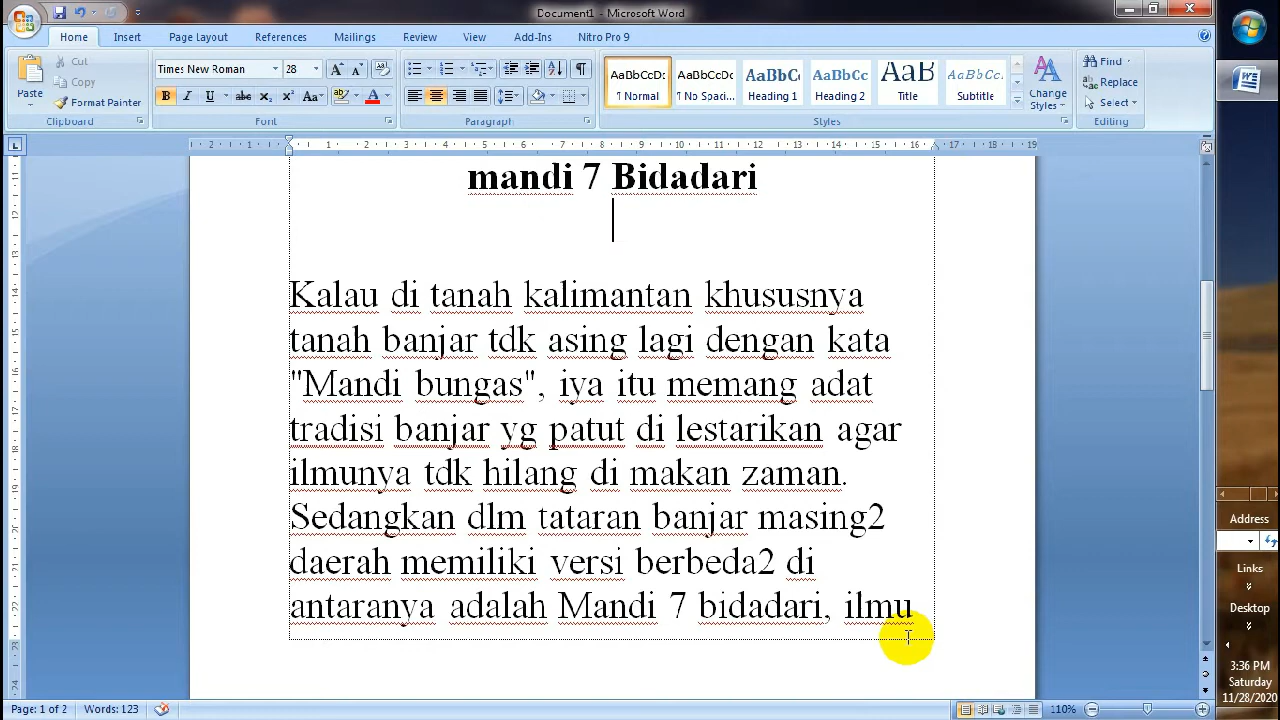 Document1 - Microsoft Word
Home Insert Page Layout References Mailings Review View Add-Ins Nitro Pro 9
Paste
Cut
Copy
Format Painter
Clipboard
Times New Roman 28
Font
Paragraph
AaBbCcDc AaBbCcDc AaBbC AaBbCc AaB AaBbCc.
¶ Normal ¶ No Spaci... Heading 1 Heading 2 Title Subtitle
Change Styles
Styles
Find
Replace
Select
Editing
mandi 7 Bidadari
Kalau di tanah kalimantan khususnya
tanah banjar tdk asing lagi dengan kata
"Mandi bungas", iya itu memang adat
tradisi banjar yg patut di lestarikan agar
ilmunya tdk hilang di makan zaman.
Sedangkan dlm tataran banjar masing2
daerah memiliki versi berbeda2 di
antaranya adalah Mandi 7 bidadari, ilmu
Page: 1 of 2 Words: 123
110%
Address
Links
Desktop
3:36 PM
Saturday
11/28/2020